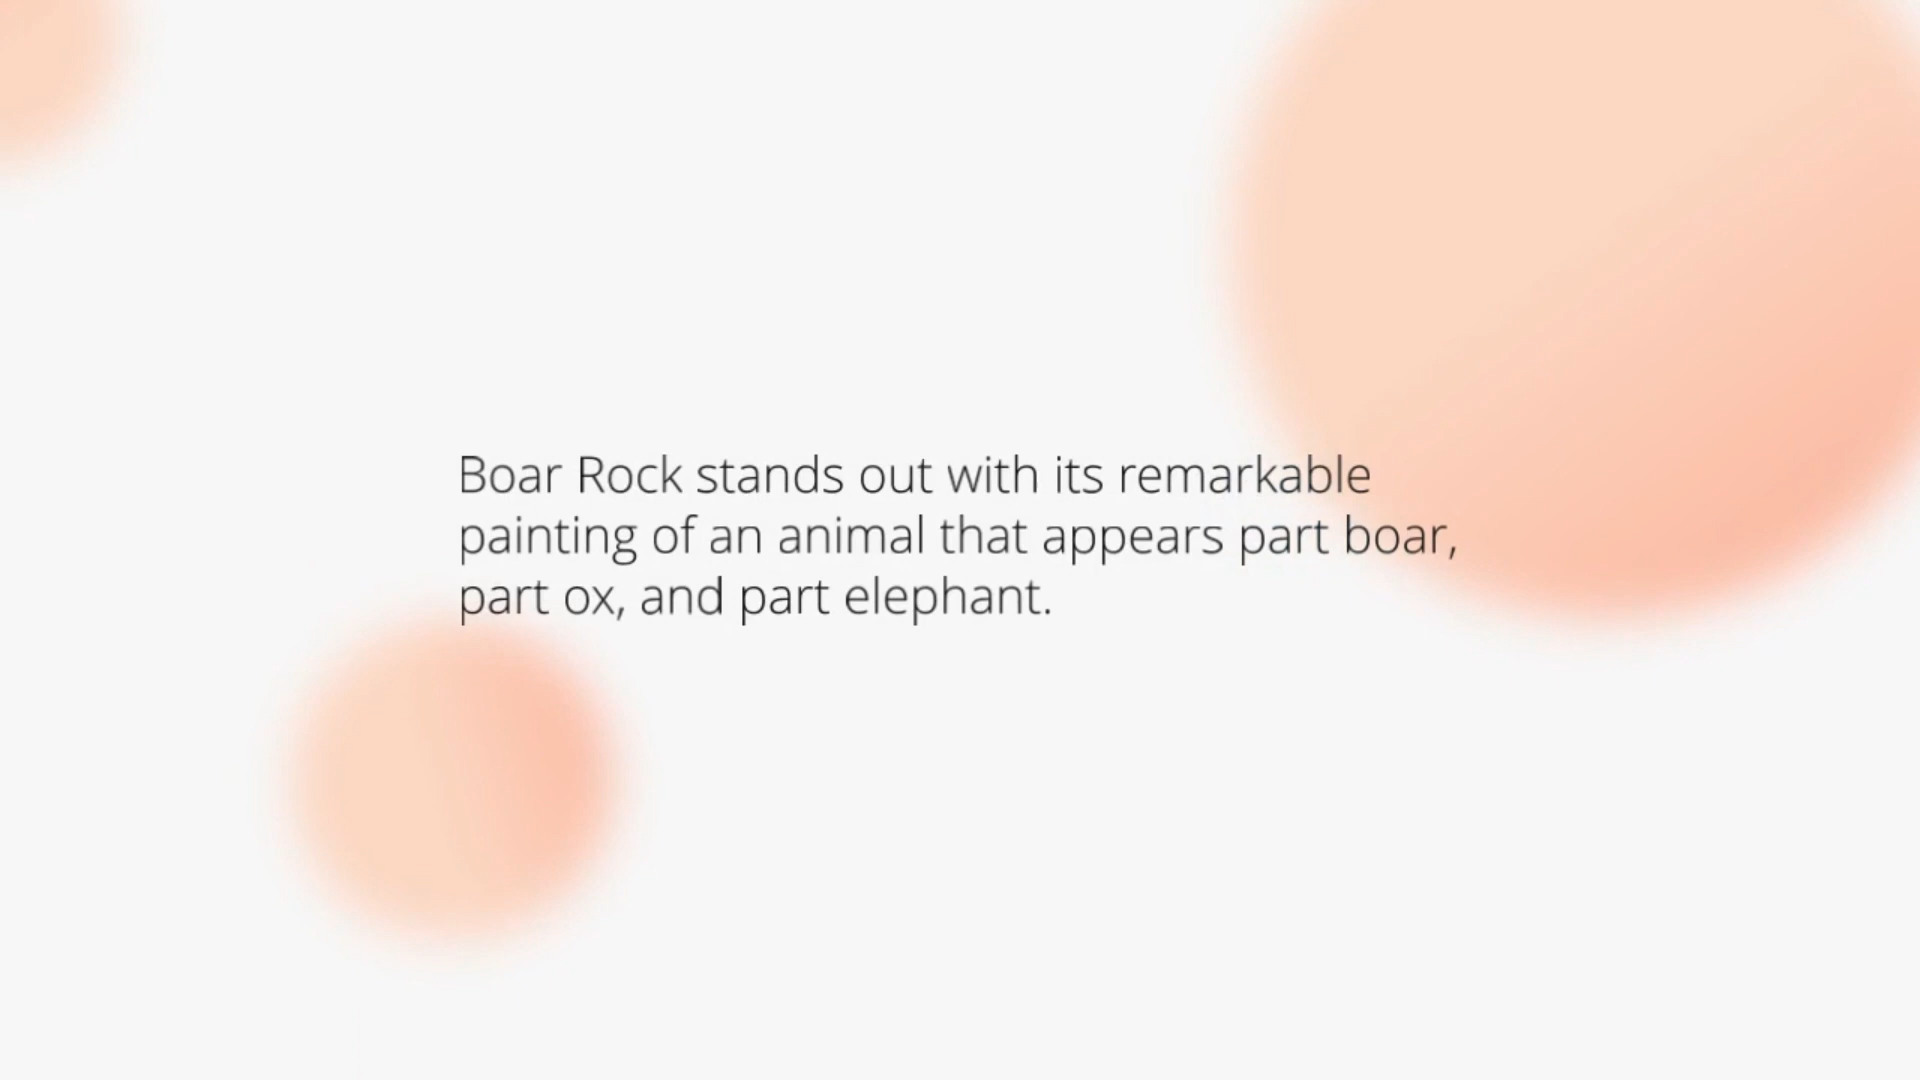 Boar Rock stands out with its remarkable
painting of an animal that appears part boar,
part ox, and part elephant.